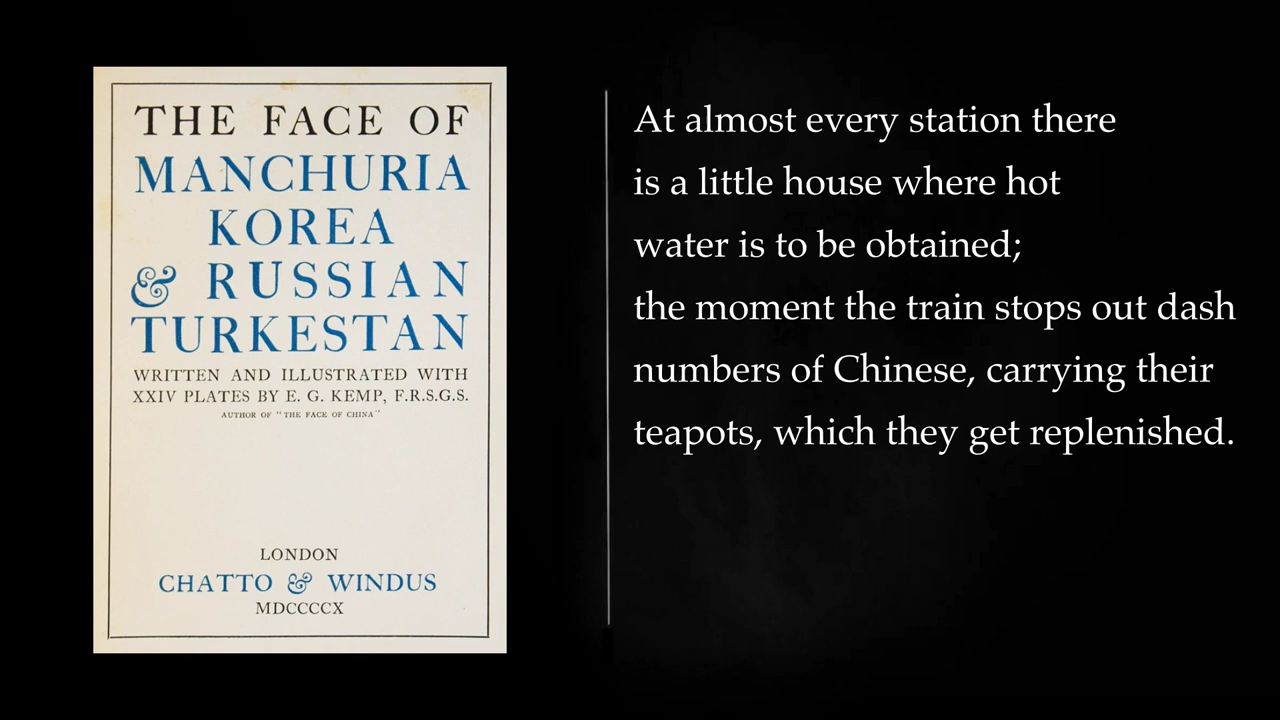 THE FACE OF
MANCHURIA
KOREA
& RUSSIAN
TURKESTAN
WRITTEN AND ILLUSTRATED WITH
XXIV PLATES BY E. G. KEMP, F.R.S.G.S.
AUTHOR OF "THE FACE OF CHINA"
LONDON
CHATTO & WINDUS
MDCCCCX
At almost every station there
is a little house where hot
water is to be obtained;
the moment the train stops out dash
numbers of Chinese, carrying their
teapots, which they get replenished.